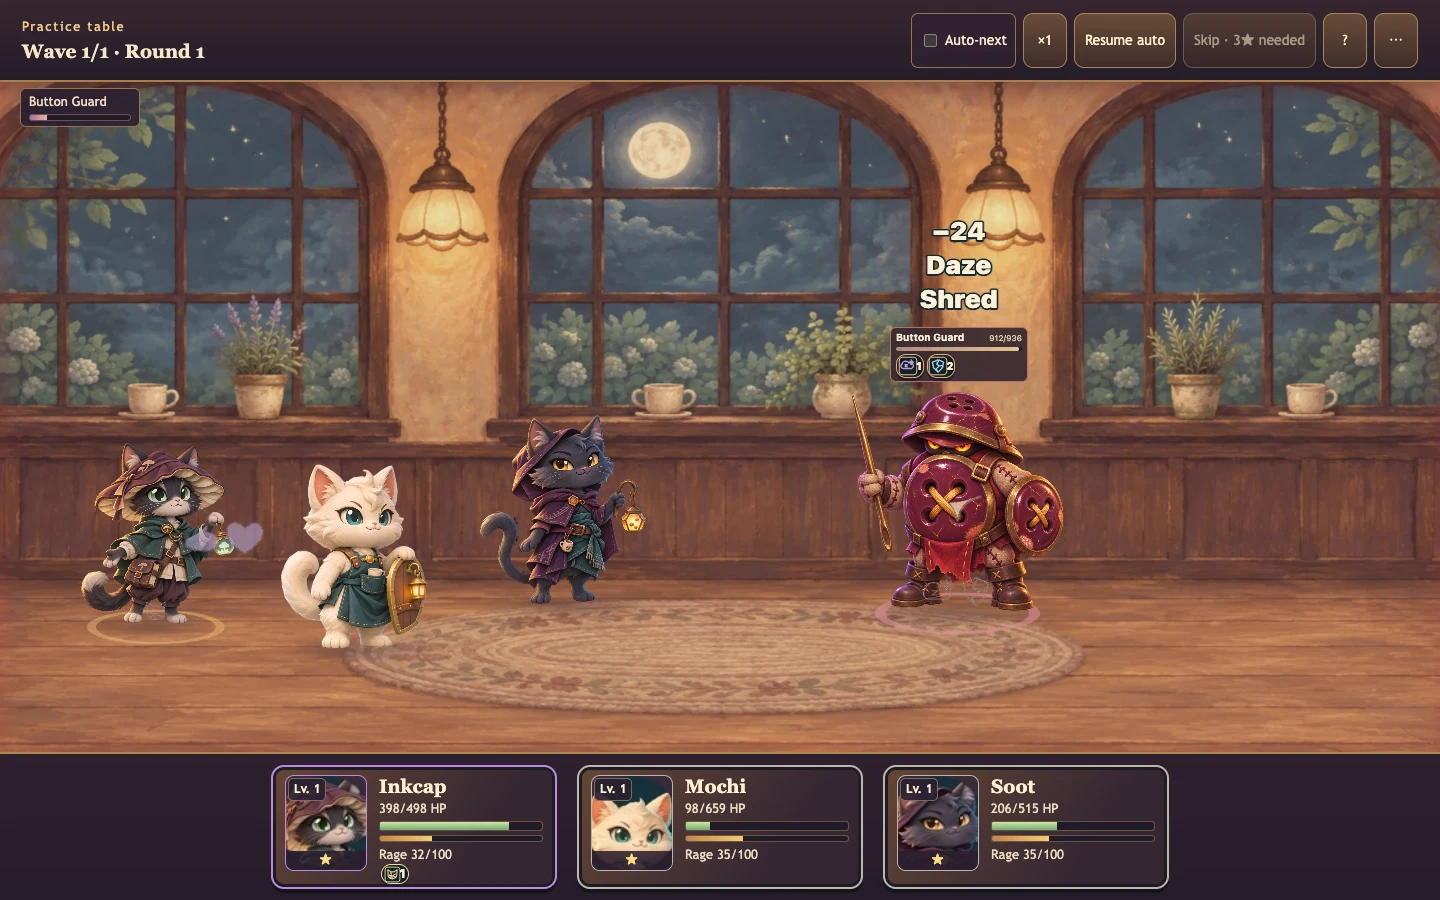 Practice table
Wave 1/1 · Round 1
Auto-next
×1
Resume auto
Skip · 3★ needed
?
···
Button Guard
−24
Daze
Shred
Button Guard 912/936
1 2
Lv. 1
Inkcap
398/498 HP
Rage 32/100
1
Lv. 1
Mochi
98/659 HP
Rage 35/100
Lv. 1
Soot
206/515 HP
Rage 35/100